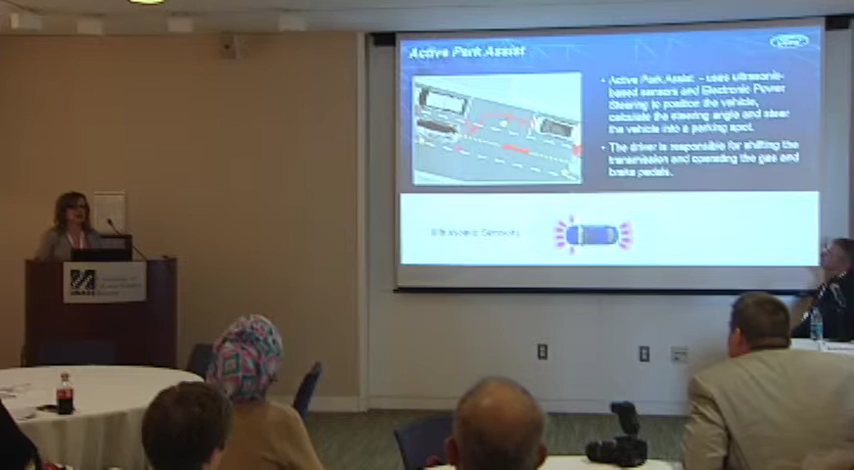 Active Park Assist
Ford
• Active Park Assist – uses ultrasonic-
based sensors and Electronic Power
Steering to position the vehicle,
calculate the steering angle and steer
the vehicle into a parking spot.
• The driver is responsible for shifting the
transmission and operating the gas and
brake pedals.
Ultrasonic Sensors